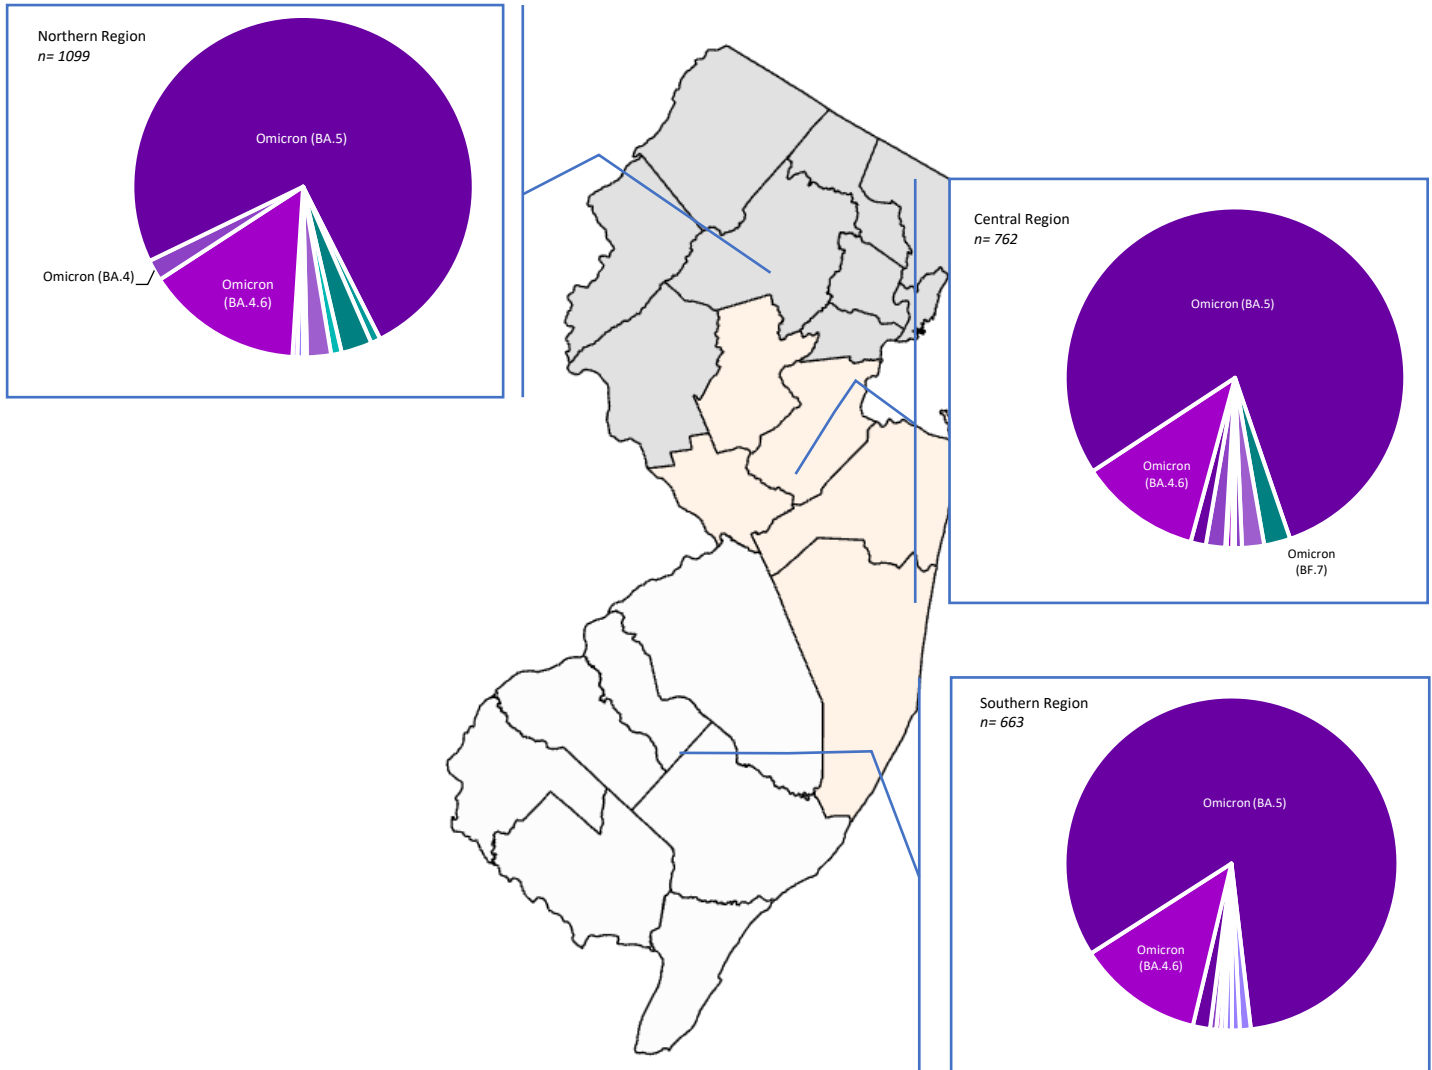 Northern Region
n= 1099
Omicron (BA.5)
Omicron (BA.4)
Omicron
(BA.4.6)
Central Region
n= 762
Omicron (BA.5)
Omicron
(BA.4.6)
Omicron
(BF.7)
Southern Region
n= 663
Omicron (BA.5)
Omicron
(BA.4.6)